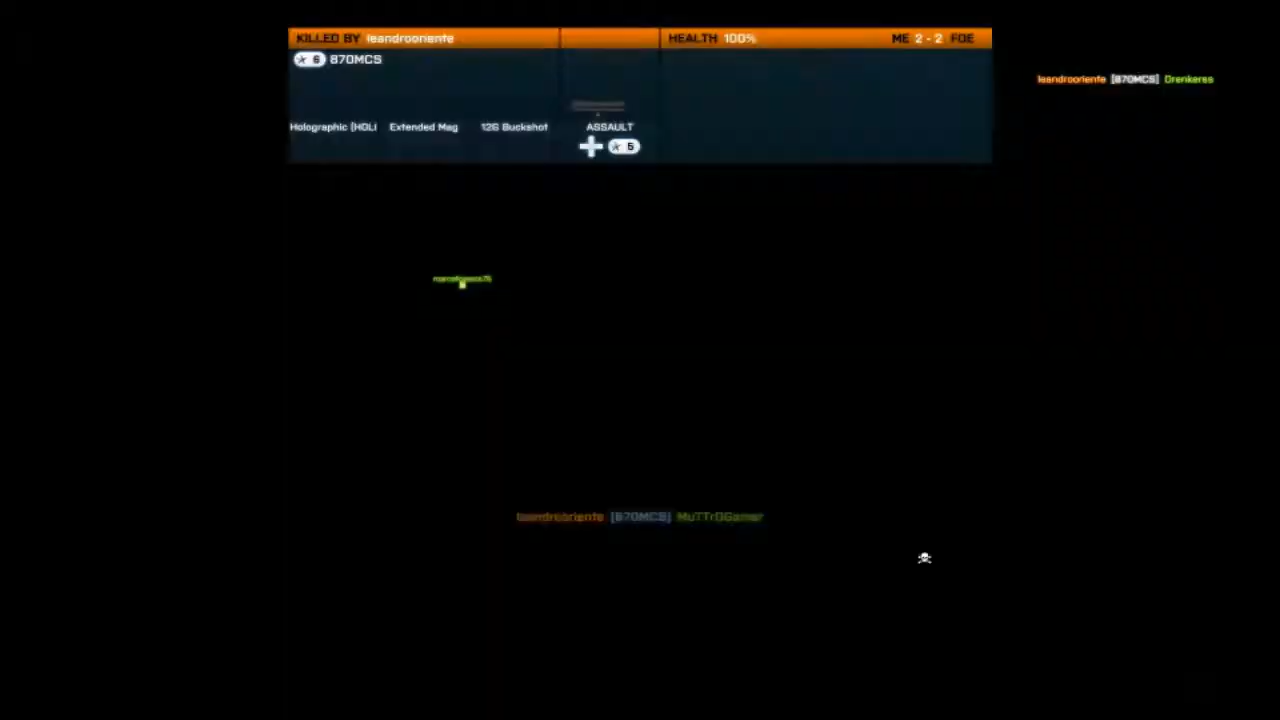 KILLED BY leandrooriente
HEALTH 100%
ME 2 - 2 FOE
6 870MCS
leandrooriente [870MCS] Drenkerss
Holographic (HOLI
Extended Mag
12G Buckshot
ASSAULT
5
leandrooriente [870MCS] MuTTrOGamer